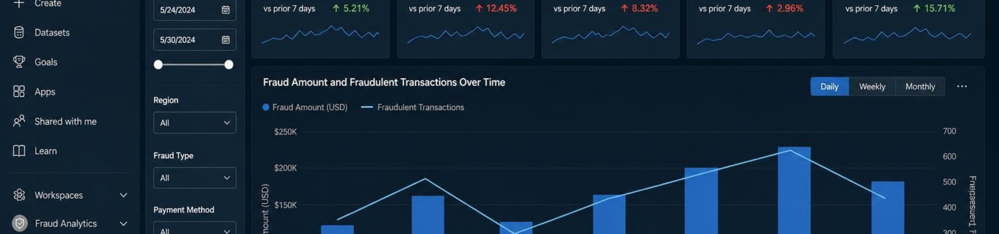 Create
Datasets
Goals
Apps
Shared with me
Learn
Workspaces
Fraud Analytics
5/24/2024
5/30/2024
Region
All
Fraud Type
All
Payment Method
All
vs prior 7 days ↑ 5.21%
vs prior 7 days ↑ 12.45%
vs prior 7 days ↑ 8.32%
vs prior 7 days ↑ 2.96%
vs prior 7 days ↑ 15.71%
Fraud Amount and Fraudulent Transactions Over Time
Daily Weekly Monthly
Fraud Amount (USD) Fraudulent Transactions
$250K
$200K
$150K
mount (USD)
700
600
500
400
300